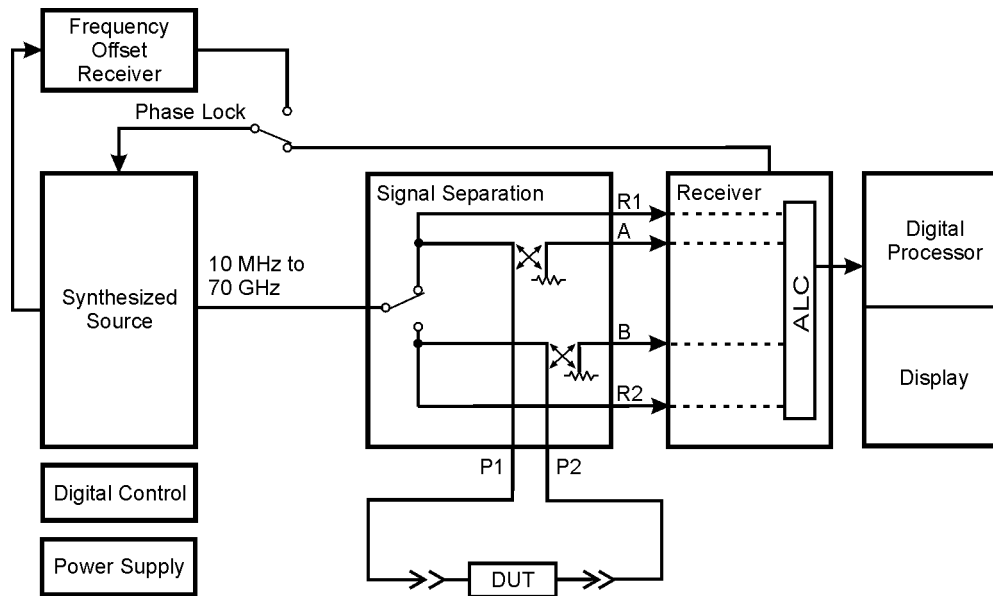 Frequency
Offset
Receiver
Phase Lock
Signal Separation
Receiver
R1
A
Digital
Processor
10 MHz to
70 GHz
Synthesized
Source
ALC
B
Display
R2
P1
P2
Digital Control
Power Supply
DUT